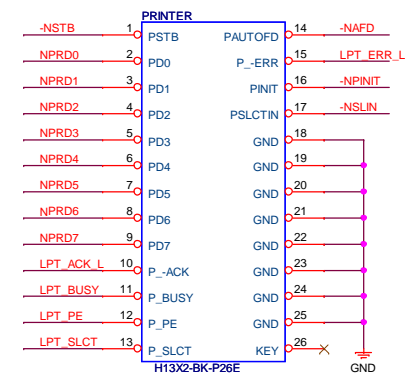 PRINTER
-NSTB 1 PSTB PAUTOFD 14 -NAFD
NPRD0 2 PD0 P_-ERR 15 LPT_ERR_L
NPRD1 3 PD1 PINIT 16 -NPINIT
NPRD2 4 PD2 PSLCTIN 17 -NSLIN
NPRD3 5 PD3 GND 18
NPRD4 6 PD4 GND 19
NPRD5 7 PD5 GND 20
NPRD6 8 PD6 GND 21
NPRD7 9 PD7 GND 22
LPT_ACK_L 10 P_-ACK GND 23
LPT_BUSY 11 P_BUSY GND 24
LPT_PE 12 P_PE GND 25
LPT_SLCT 13 P_SLCT KEY 26
H13X2-BK-P26E GND